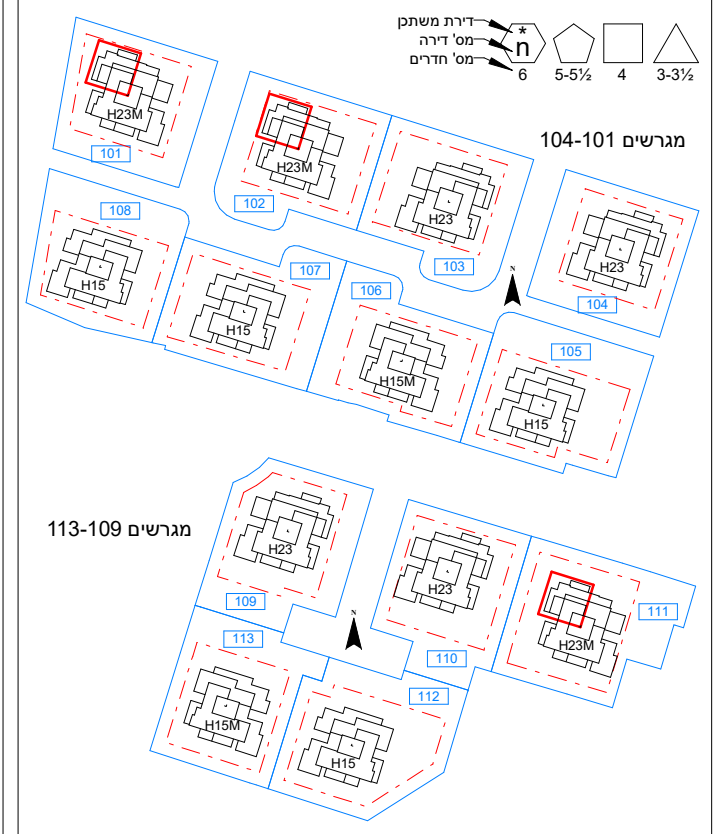 דירת משתכן
*
מס' דירה
n
מס' חדרים
6 5-5½ 4 3-3½
מגרשים 104-101
H23M
101
H23M
102
H23
103
H23
104
108
H15
107
H15
106
H15M
105
H15
N
מגרשים 113-109
H23
109
H23
110
H23M
111
N
113
H15M
112
H15